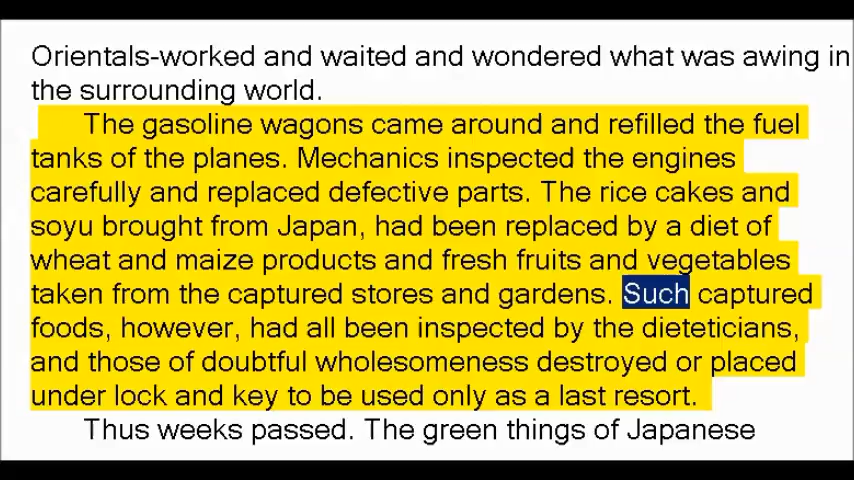 Orientals-worked and waited and wondered what was awing in
the surrounding world.
The gasoline wagons came around and refilled the fuel
tanks of the planes. Mechanics inspected the engines
carefully and replaced defective parts. The rice cakes and
soyu brought from Japan, had been replaced by a diet of
wheat and maize products and fresh fruits and vegetables
taken from the captured stores and gardens. Such captured
foods, however, had all been inspected by the dieteticians,
and those of doubtful wholesomeness destroyed or placed
under lock and key to be used only as a last resort.
Thus weeks passed. The green things of Japanese